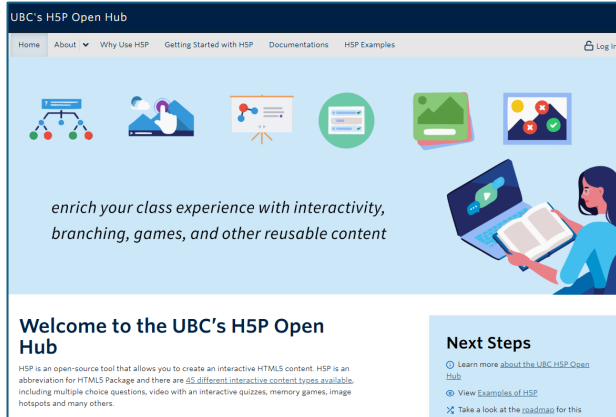 UBC's H5P Open Hub
Home About Why Use H5P Getting Started with H5P Documentations H5P Examples Log In
enrich your class experience with interactivity,
branching, games, and other reusable content
Welcome to the UBC's H5P Open
Hub
H5P is an open-source tool that allows you to create an interactive HTML5 content. H5P is an
abbreviation for HTML5 Package and there are 45 different interactive content types available,
including multiple choice questions, video with an interactive quizzes, memory games, image
hotspots and many others.
Next Steps
Learn more about the UBC H5P Open
Hub
View Examples of H5P
Take a look at the roadmap for this